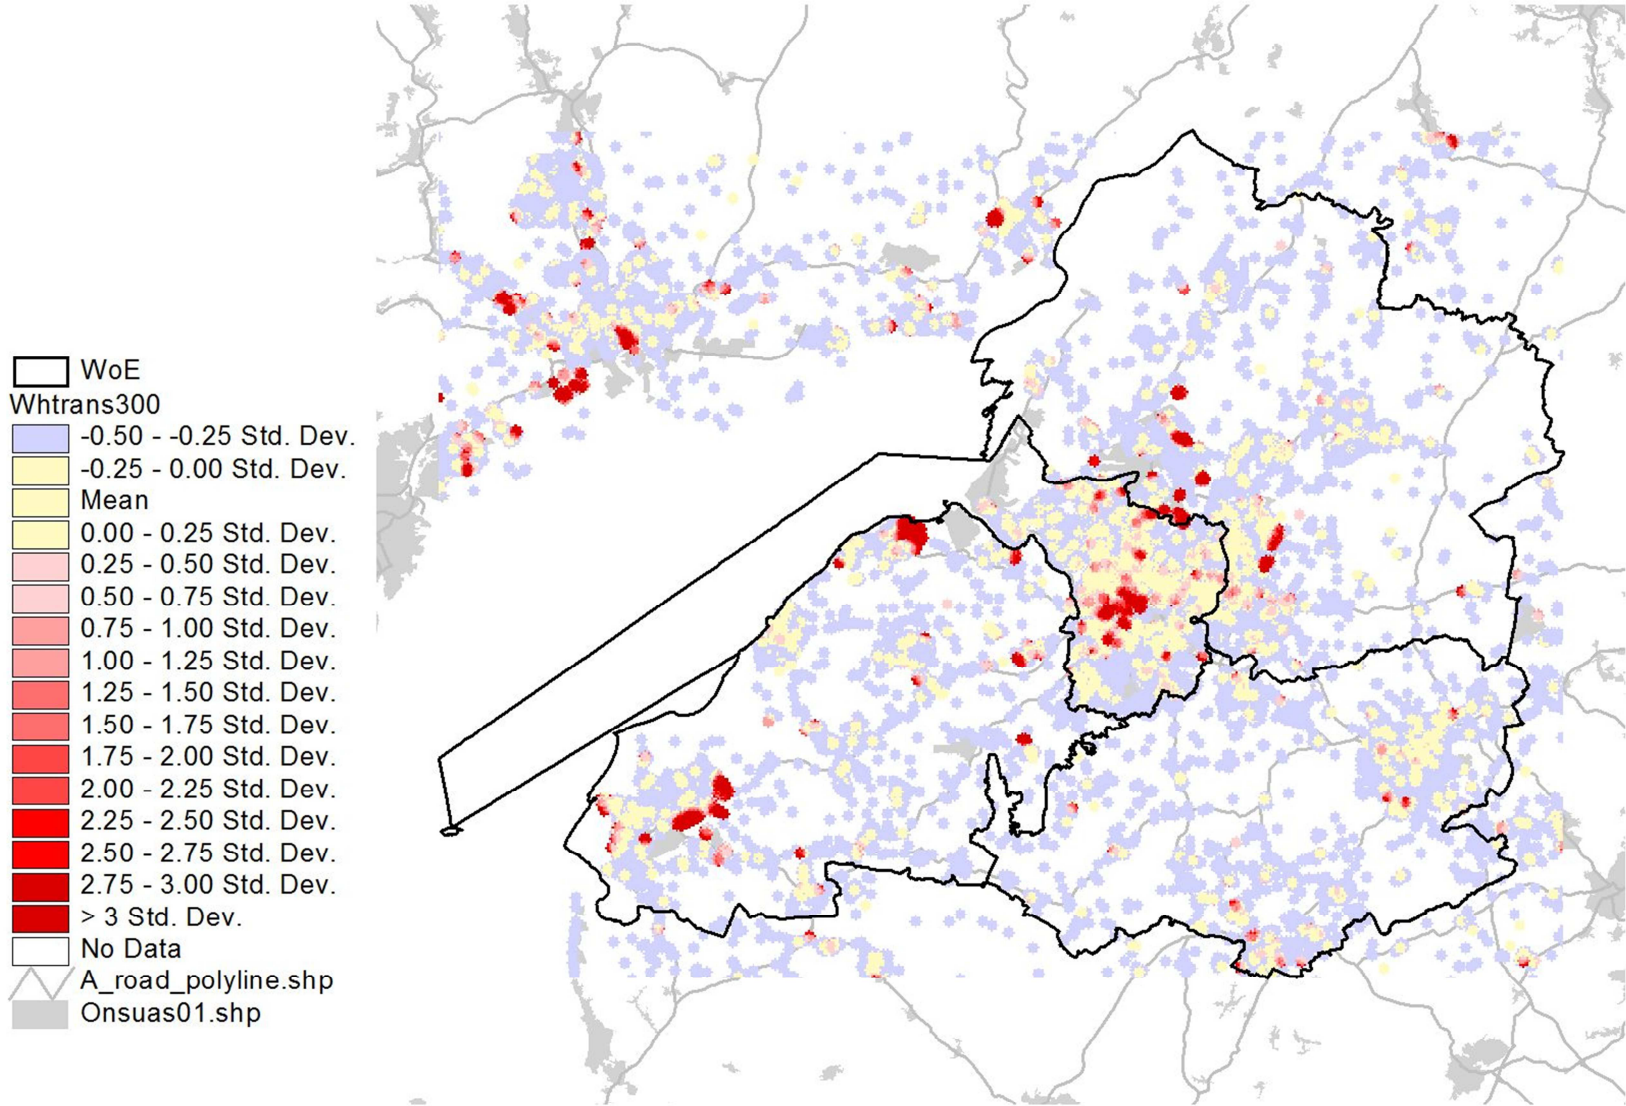 WoE
Whtrans300
-0.50 - -0.25 Std. Dev.
-0.25 - 0.00 Std. Dev.
Mean
0.00 - 0.25 Std. Dev.
0.25 - 0.50 Std. Dev.
0.50 - 0.75 Std. Dev.
0.75 - 1.00 Std. Dev.
1.00 - 1.25 Std. Dev.
1.25 - 1.50 Std. Dev.
1.50 - 1.75 Std. Dev.
1.75 - 2.00 Std. Dev.
2.00 - 2.25 Std. Dev.
2.25 - 2.50 Std. Dev.
2.50 - 2.75 Std. Dev.
2.75 - 3.00 Std. Dev.
> 3 Std. Dev.
No Data
A_road_polyline.shp
Onsuas01.shp